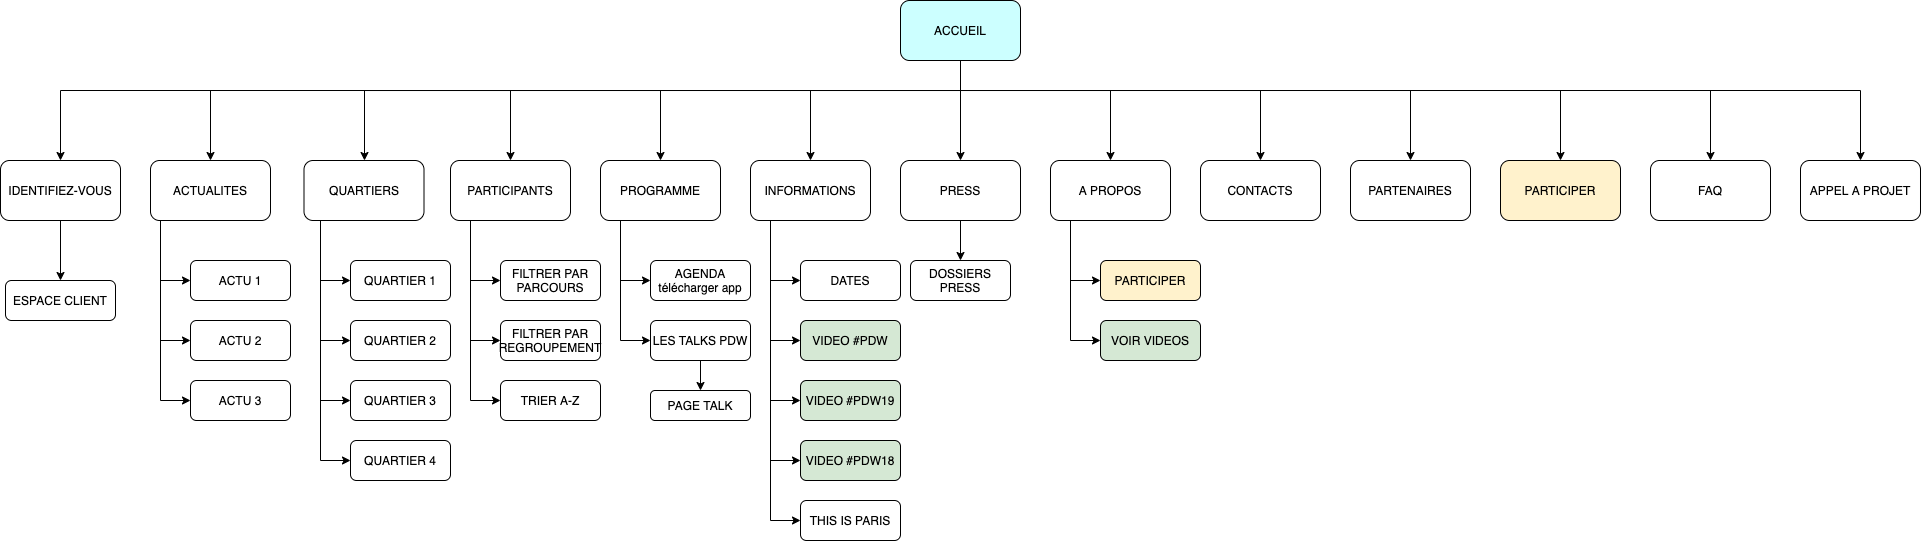 ACCUEIL
IDENTIFIEZ-VOUS
ACTUALITES
QUARTIERS
PARTICIPANTS
PROGRAMME
INFORMATIONS
PRESS
A PROPOS
CONTACTS
PARTENAIRES
PARTICIPER
FAQ
APPEL A PROJET
ESPACE CLIENT
ACTU 1
ACTU 2
ACTU 3
QUARTIER 1
QUARTIER 2
QUARTIER 3
QUARTIER 4
FILTRER PAR
PARCOURS
FILTRER PAR
REGROUPEMENT
TRIER A-Z
AGENDA
télécharger app
LES TALKS PDW
PAGE TALK
DATES
VIDEO #PDW
VIDEO #PDW19
VIDEO #PDW18
THIS IS PARIS
DOSSIERS
PRESS
PARTICIPER
VOIR VIDEOS